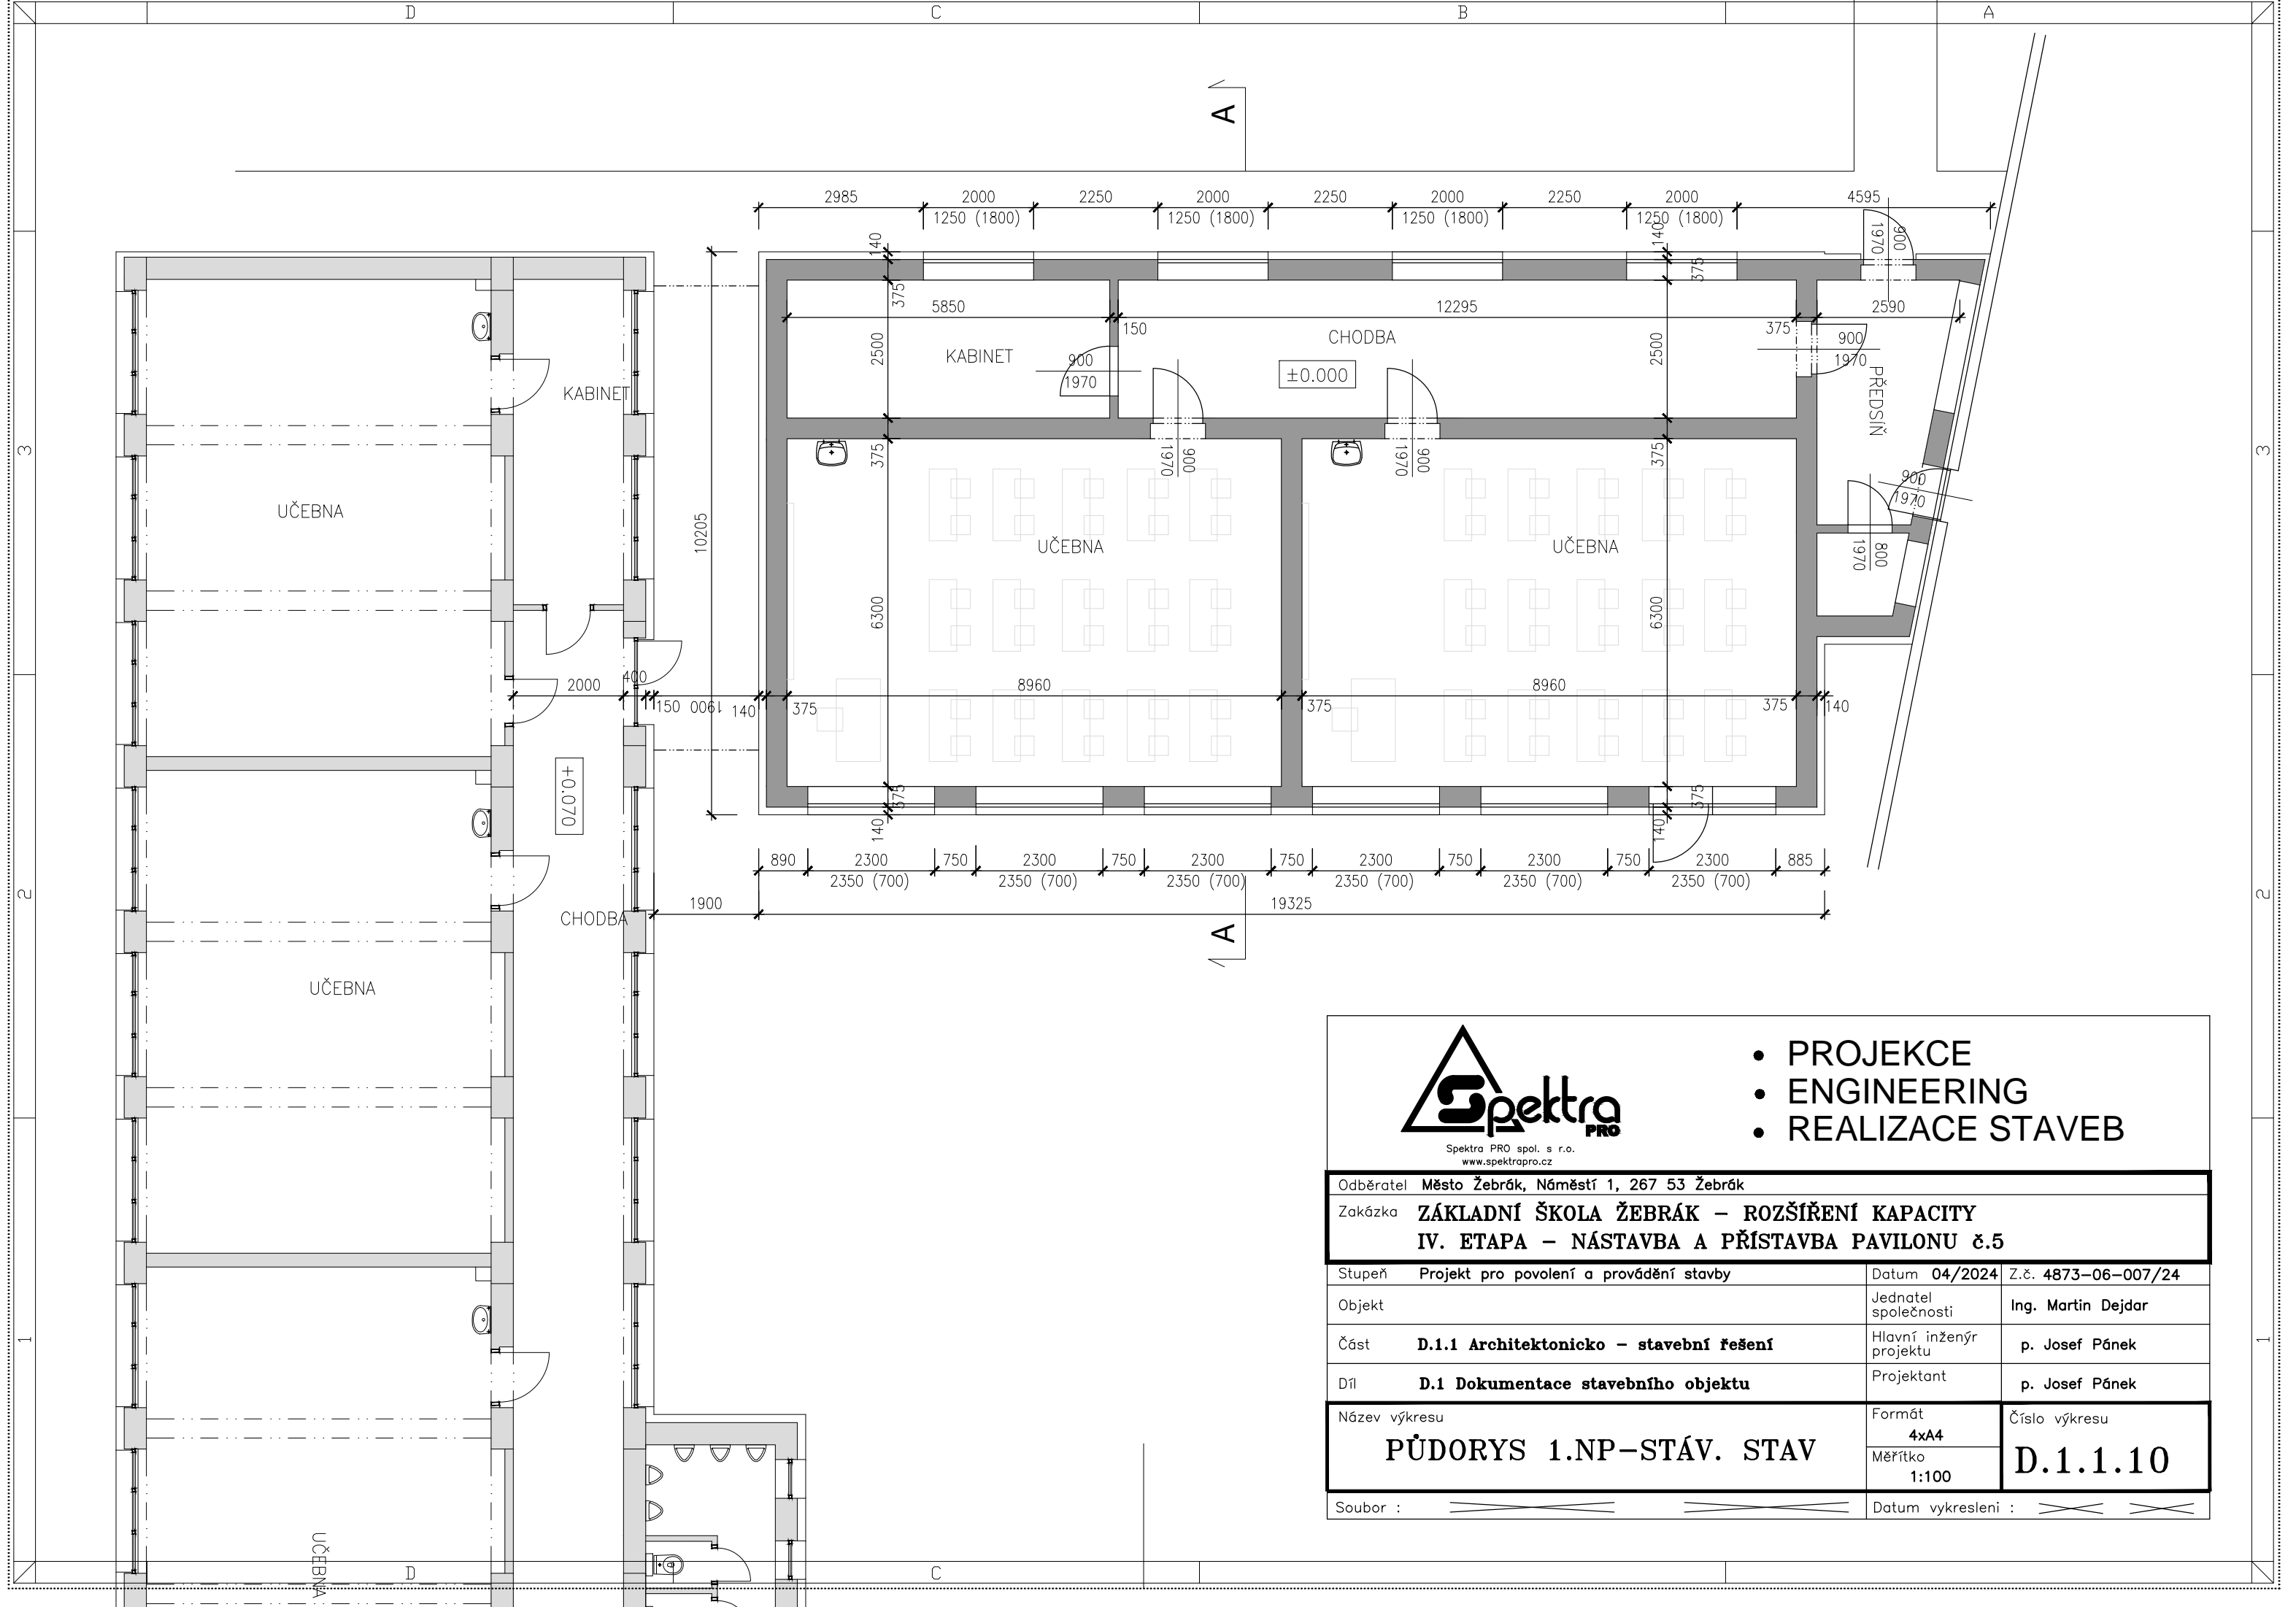 D C B A
A
2985 2000 2250 2000 2250 2000 2250 2000 4595
1250 (1800) 1250 (1800) 1250 (1800) 1250 (1800)
140 140 1970 900
375 375
5850 12295 2590
150 375
CHODBA
KABINET 900 900
1970 1970
2500 2500
±0.000
PŘEDSÍŇ
KABINET
3 3
375 1970 900 1970 900 375
900
1970
UČEBNA
10205
UČEBNA UČEBNA
1970 800
6300 6300
2000 400 8960 8960
150 1900 140 375 375 375 140
+0.070
375 375
140 140
890 2300 750 2300 750 2300 750 2300 750 2300 750 2300 885
2350 (700) 2350 (700) 2350 (700) 2350 (700) 2350 (700) 2350 (700)
2 2
1900 19325
CHODBA
A
UČEBNA
Spektra
PRO
Spektra PRO spol. s r.o.
www.spektrapro.cz
• PROJEKCE
• ENGINEERING
• REALIZACE STAVEB
Odběratel Město Žebrák, Náměstí 1, 267 53 Žebrák
Zakázka ZÁKLADNÍ ŠKOLA ŽEBRÁK – ROZŠÍŘENÍ KAPACITY
IV. ETAPA – NÁSTAVBA A PŘÍSTAVBA PAVILONU č.5
Stupeň Projekt pro povolení a provádění stavby Datum 04/2024 Z.č. 4873–06–007/24
Objekt Jednatel společnosti Ing. Martin Dejdar
Část D.1.1 Architektonicko – stavební řešení Hlavní inženýr projektu p. Josef Pánek
Díl D.1 Dokumentace stavebního objektu Projektant p. Josef Pánek
1 1
Název výkresu Formát Číslo výkresu
4xA4
PŮDORYS 1.NP–STÁV. STAV D.1.1.10
Měřítko
1:100
Soubor : Datum vykresleni :
UČEBNA
D C